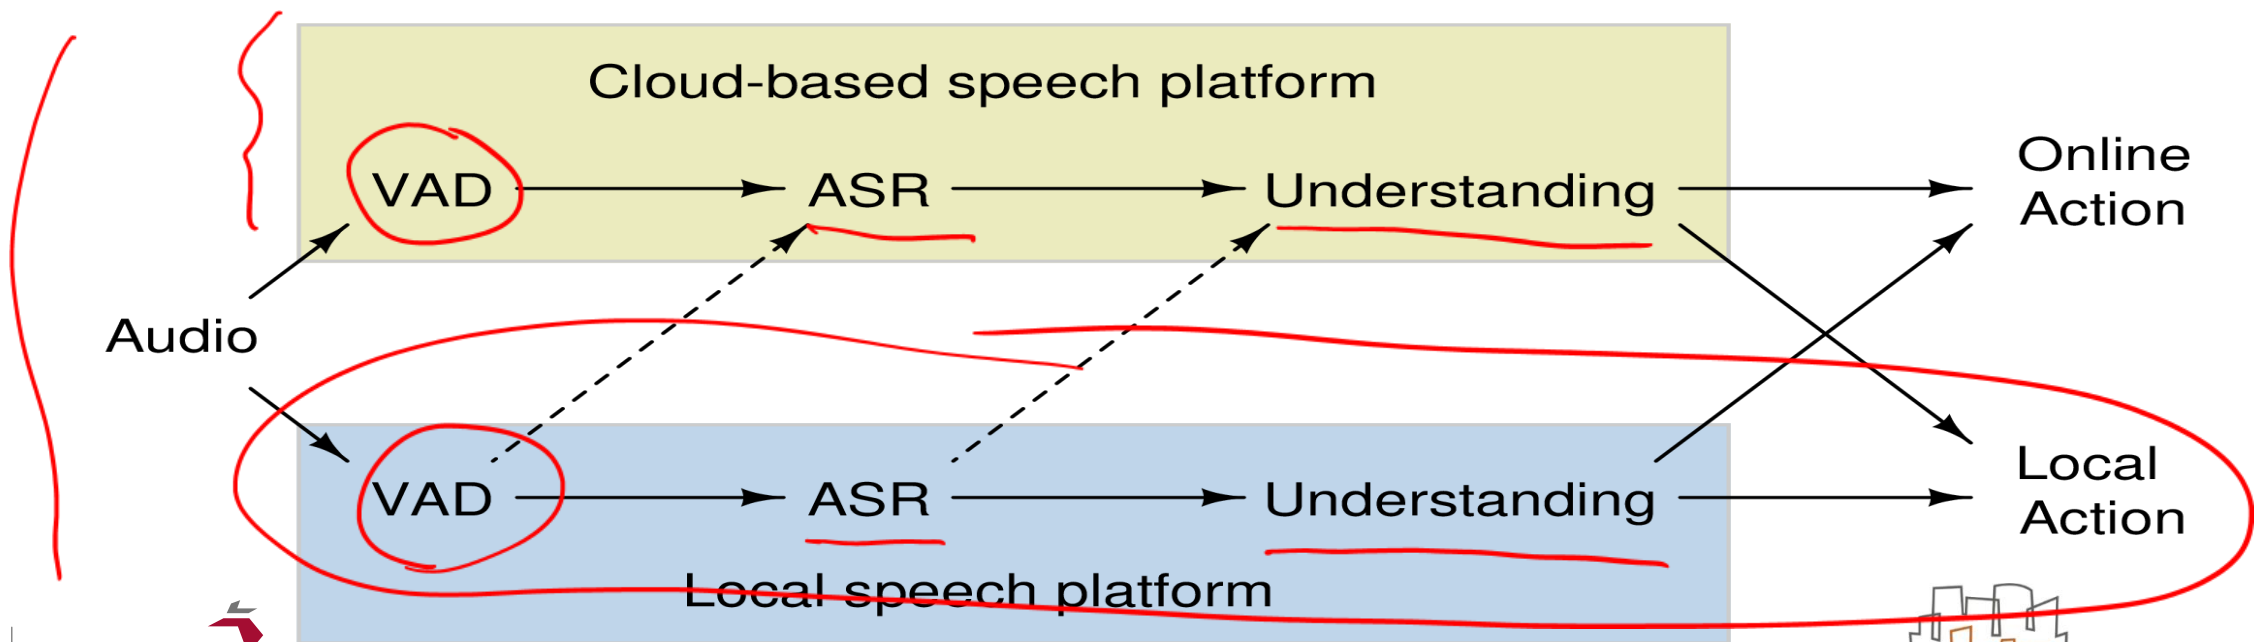 Cloud-based speech platform
VAD ASR Understanding
Online
Action
Audio
VAD ASR Understanding
Local
Action
Local speech platform